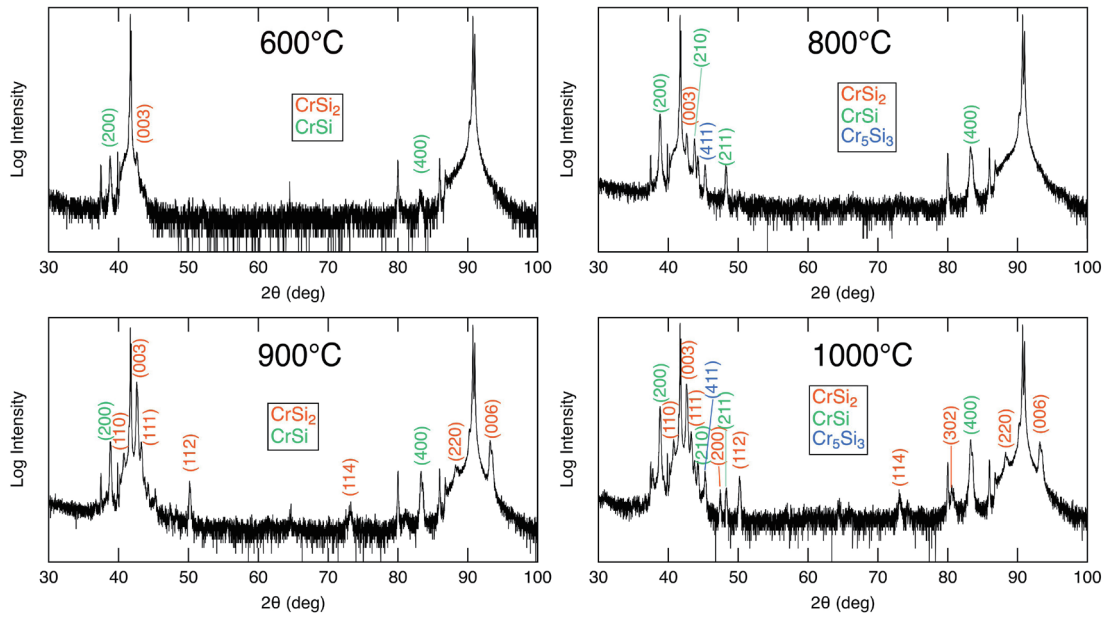 600°C
CrSi2
CrSi
(200)
(003)
(400)
Log Intensity
30 40 50 60 70 80 90 100
2θ (deg)
800°C
CrSi2
CrSi
Cr5Si3
(200)
(003)
(210)
(411)
(211)
(400)
Log Intensity
30 40 50 60 70 80 90 100
2θ (deg)
900°C
CrSi2
CrSi
(200)
(110)
(003)
(111)
(112)
(114)
(400)
(220)
(006)
Log Intensity
30 40 50 60 70 80 90 100
2θ (deg)
1000°C
CrSi2
CrSi
Cr5Si3
(200)
(110)
(003)
(111)
(210)
(411)
(200)
(211)
(112)
(114)
(302)
(400)
(220)
(006)
Log Intensity
30 40 50 60 70 80 90 100
2θ (deg)